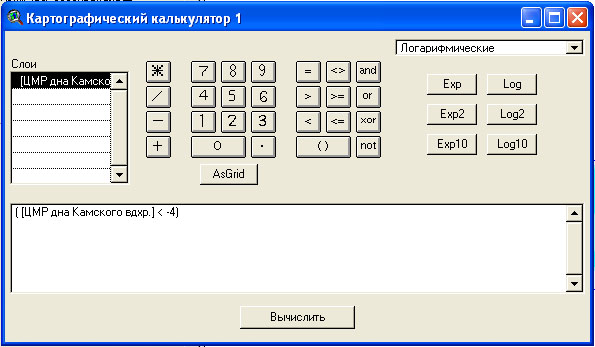 Картографический калькулятор 1
Логарифмические
Слои
[ЦМР дна Камско
* 7 8 9 = <> and
/ 4 5 6 > >= or
- 1 2 3 < <= xor
+ 0 . ( ) not
AsGrid
Exp Log
Exp2 Log2
Exp10 Log10
( [ЦМР дна Камского вдхр.] < -4)
Вычислить